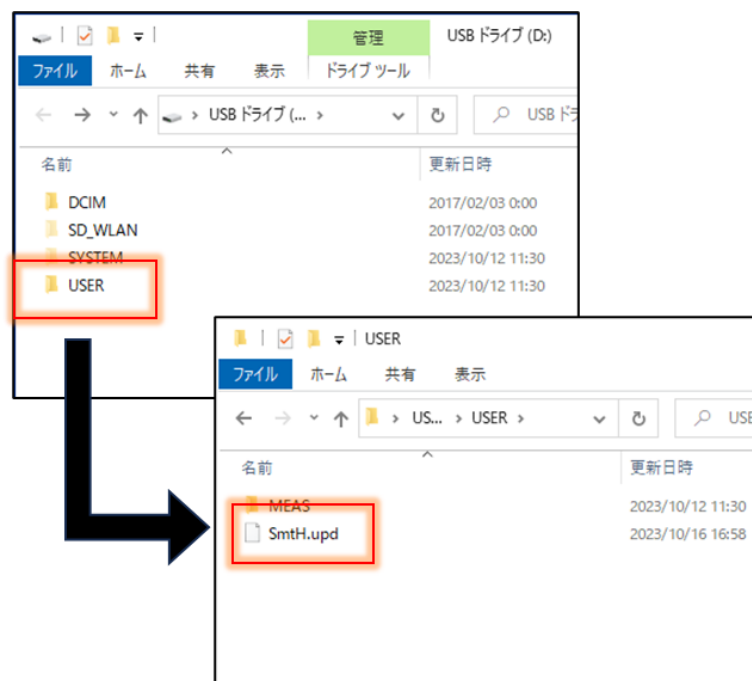 管理
USB ドライブ (D:)
ファイル ホーム 共有 表示 ドライブ ツール
USB ドライブ (... USB ド
名前 更新日時
DCIM 2017/02/03 0:00
SD_WLAN 2017/02/03 0:00
SYSTEM 2023/10/12 11:30
USER 2023/10/12 11:30
USER
ファイル ホーム 共有 表示
US... USER
名前 更新日時
MEAS 2023/10/12 11:30
SmtH.upd 2023/10/16 16:58